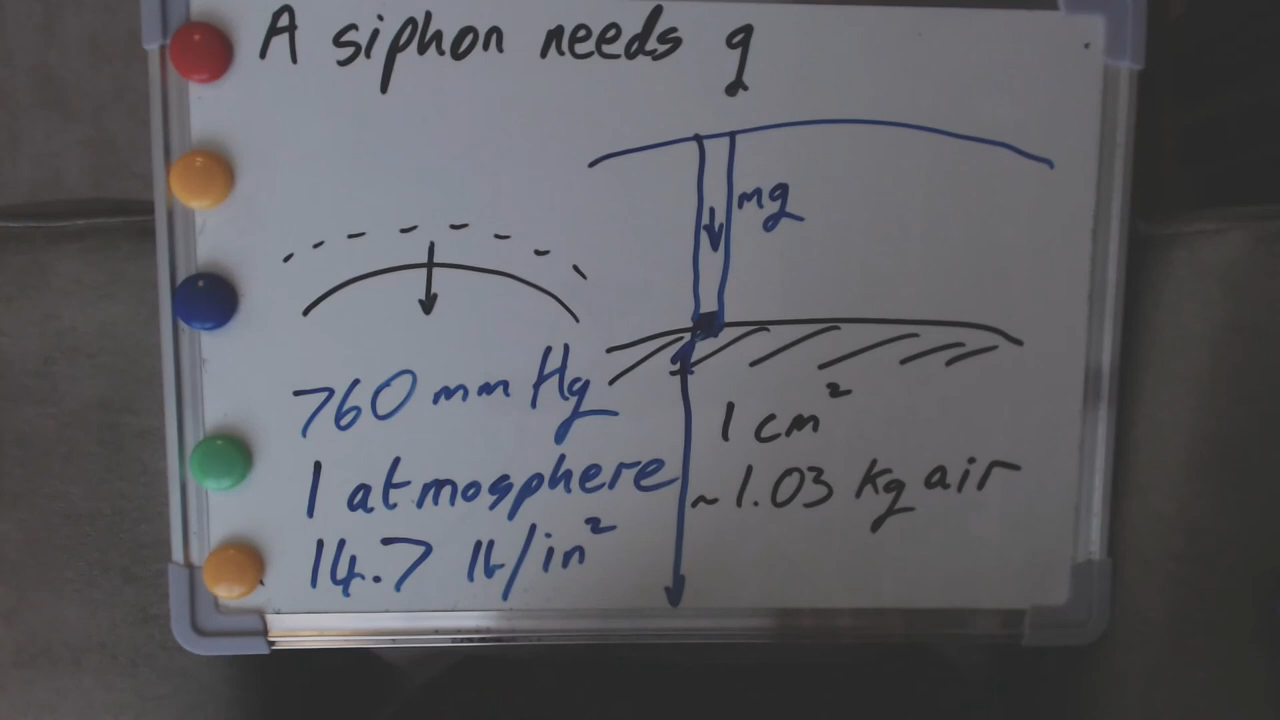 A siphon needs g
mg
760 mm Hg
1 atmosphere
14.7 lb/in²
1 cm²
~1.03 kg air